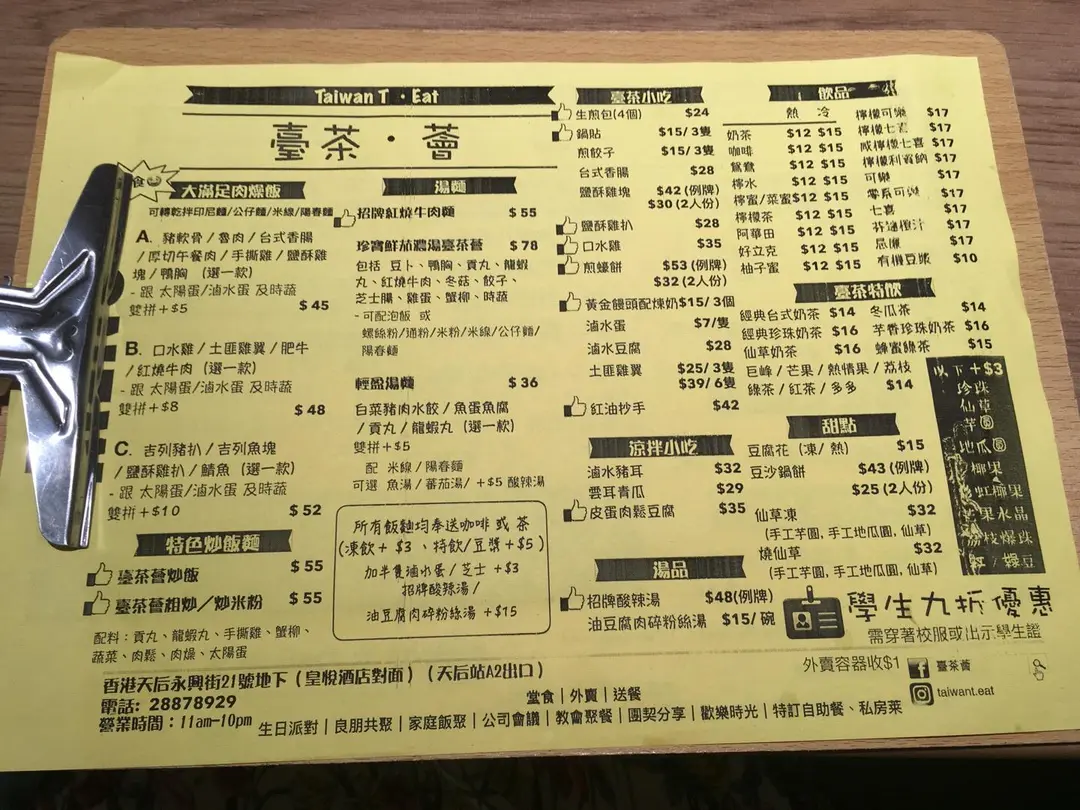 Taiwan T · Eat
臺茶·薈
食
大滿足肉燥飯
可轉乾拌印尼麵/公仔麵/米線/陽春麵
A. 豬軟骨/魯肉/台式香腸
/厚切午餐肉/手撕雞/鹽酥雞
塊/鴨胸 (選一款)
- 跟 太陽蛋/滷水蛋 及時蔬
雙拼+$5 $ 45
B. 口水雞/土匪雞翼/肥牛
/紅燒牛肉 (選一款)
- 跟 太陽蛋/滷水蛋 及時蔬
雙拼+$8 $ 48
C. 吉列豬扒/吉列魚塊
/鹽酥雞扒/鯖魚 (選一款)
- 跟 太陽蛋/滷水蛋 及時蔬
雙拼+$10 $ 52
特色炒飯麵
臺茶薈炒飯 $ 55
臺茶薈粗炒/炒米粉 $ 55
配料:貢丸、龍蝦丸、手撕雞、蟹柳、
蔬菜、肉鬆、肉燥、太陽蛋
湯麵
招牌紅燒牛肉麵 $ 55
珍寶鮮茄濃湯臺茶薈 $ 78
包括 豆卜、鴨胸、貢丸、龍蝦
丸、紅燒牛肉、冬菇、餃子、
芝士腸、雞蛋、蟹柳、時蔬
- 可配泡飯 或
螺絲粉/通粉/米粉/米線/公仔麵/
陽春麵
輕盈湯麵 $ 36
白菜豬肉水餃/魚蛋魚腐
/貢丸/龍蝦丸 (選一款)
雙拼+$5
配 米線/陽春麵
可選 魚湯/蕃茄湯/ +$5 酸辣湯
所有飯麵均奉送咖啡 或 茶
(凍飲+ $3、特飲/豆漿+$5)
加半隻滷水蛋/芝士 +$3
招牌酸辣湯/
油豆腐肉碎粉絲湯 +$15
臺茶小吃
生煎包(4個) $24
鍋貼 $15/ 3隻
煎餃子 $15/ 3隻
台式香腸 $28
鹽酥雞塊 $42 (例牌)
$30 (2人份)
鹽酥雞扒 $28
口水雞 $35
煎蠔餅 $53 (例牌)
$32 (2人份)
黃金饅頭配煉奶 $15/ 3個
滷水蛋 $7/隻
滷水豆腐 $28
土匪雞翼 $25/ 3隻
$39/ 6隻
紅油抄手 $42
涼拌小吃
滷水豬耳 $32
雲耳青瓜 $29
皮蛋肉鬆豆腐 $35
湯品
招牌酸辣湯 $48(例牌)
油豆腐肉碎粉絲湯 $15/ 碗
飲品
熱 冷
奶茶 $12 $15
咖啡 $12 $15
鴛鴦 $12 $15
檸水 $12 $15
檸蜜/菜蜜 $12 $15
檸檬茶 $12 $15
阿華田 $12 $15
好立克 $12 $15
柚子蜜 $12 $15
檸檬可樂 $17
檸檬七喜 $17
咸檸檬七喜 $17
檸檬利賓納 $17
可樂 $17
零系可樂 $17
七喜 $17
$17
忌廉 $17
有機豆漿 $10
臺茶特飲
經典台式奶茶 $14
經典珍珠奶茶 $16
仙草奶茶 $16
冬瓜茶 $14
芋香珍珠奶茶 $16
蜂蜜綠茶 $15
巨峰/芒果/熱情果/荔枝
綠茶/紅茶/多多 $14
以下+$3
珍珠
仙草
芋圓
地瓜圓
椰果
虹椰果
果水晶
荔枝爆珠
紅/綠豆
甜點
豆腐花 (凍/熱) $15
豆沙鍋餅 $43 (例牌)
$25 (2人份)
仙草凍 $32
(手工芋圓, 手工地瓜圓, 仙草)
燒仙草 $32
(手工芋圓, 手工地瓜圓, 仙草)
學生九折優惠
需穿著校服或出示學生證
外賣容器收$1
臺茶薈
taiwant.eat
香港天后永興街21號地下 (皇悅酒店對面) (天后站A2出口)
電話: 28878929
營業時間:11am-10pm
堂食|外賣|送餐
生日派對|良朋共聚|家庭飯聚|公司會議|教會聚餐|團契分享|歡樂時光|特訂自助餐、私房菜